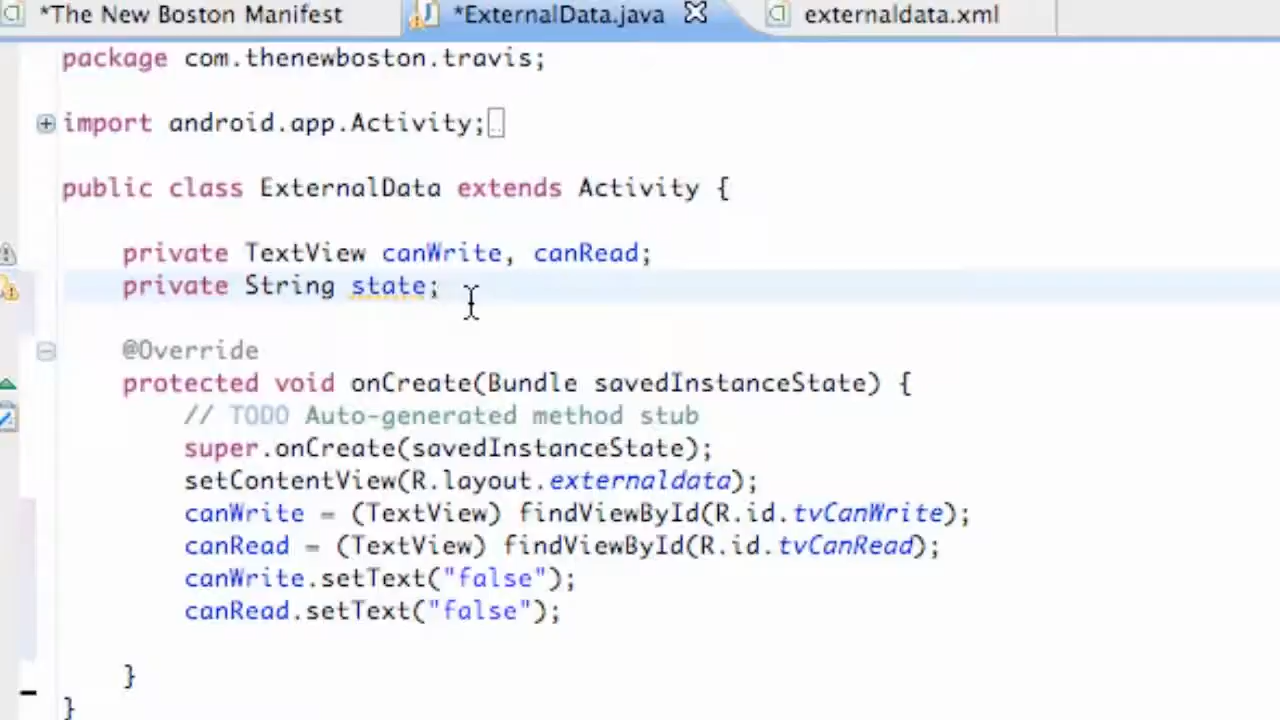 *The New Boston Manifest
*ExternalData.java
externaldata.xml
package com.thenewboston.travis;
import android.app.Activity;
public class ExternalData extends Activity {
private TextView canWrite, canRead;
private String state;
@Override
protected void onCreate(Bundle savedInstanceState) {
// TODO Auto-generated method stub
super.onCreate(savedInstanceState);
setContentView(R.layout.externaldata);
canWrite = (TextView) findViewById(R.id.tvCanWrite);
canRead = (TextView) findViewById(R.id.tvCanRead);
canWrite.setText("false");
canRead.setText("false");
}
}